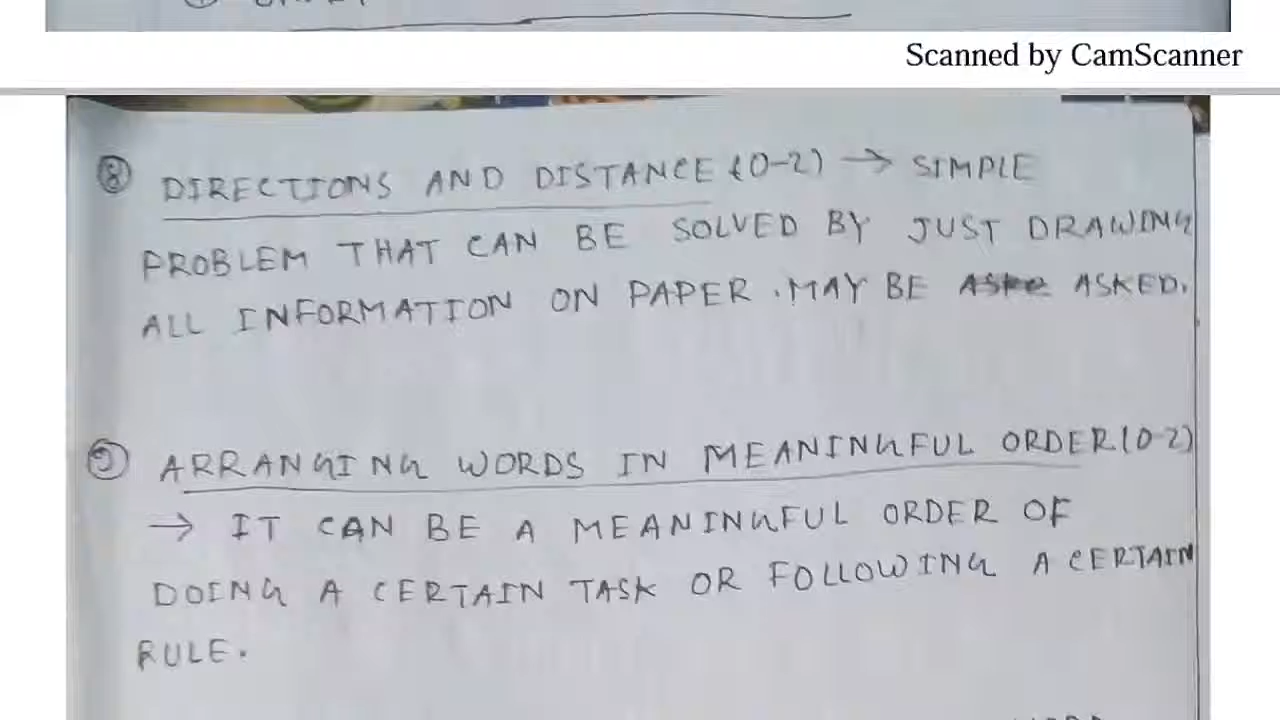 Scanned by CamScanner
⑧ DIRECTIONS AND DISTANCE (0-2) → SIMPLE
PROBLEM THAT CAN BE SOLVED BY JUST DRAWING
ALL INFORMATION ON PAPER. MAY BE ASKED.
⑨ ARRANGING WORDS IN MEANINGFUL ORDER (0-2)
→ IT CAN BE A MEANINGFUL ORDER OF
DOING A CERTAIN TASK OR FOLLOWING A CERTAIN
RULE.